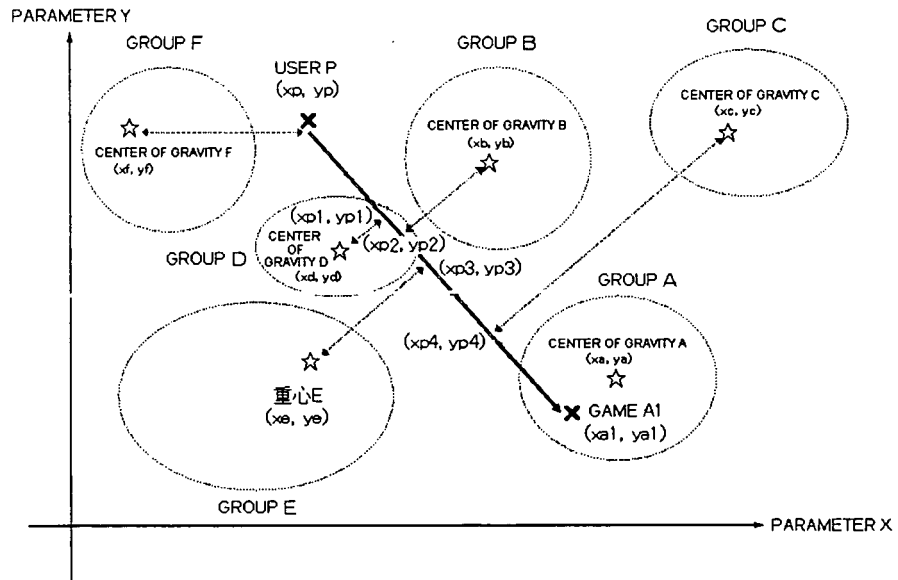 PARAMETER Y
GROUP F
USER P
(xp, yp)
GROUP B
GROUP C
CENTER OF GRAVITY F
(xf, yf)
CENTER OF GRAVITY B
(xb, yb)
CENTER OF GRAVITY C
(xc, yc)
(xp1, yp1)
(xp2, yp2)
CENTER
OF
GRAVITY D
(xd, yd)
GROUP D
(xp3, yp3)
GROUP A
(xp4, yp4)
CENTER OF GRAVITY A
(xa, ya)
重心E
(xe, ye)
GAME A1
(xa1, ya1)
GROUP E
PARAMETER X